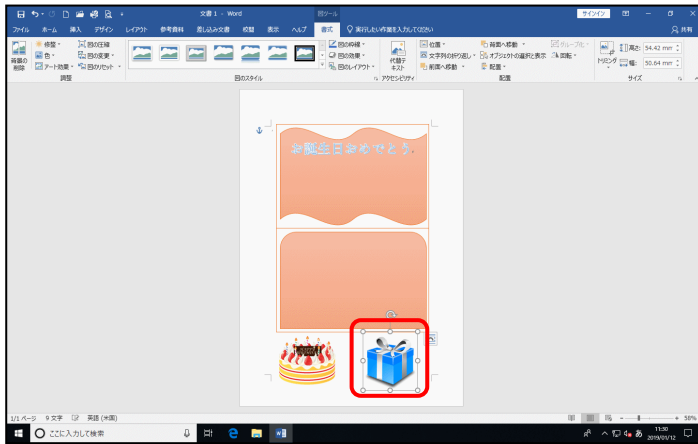 文書 1 - Word
図ツール
サインイン
ファイル ホーム 挿入 デザイン レイアウト 参考資料 差し込み文書 校閲 表示 ヘルプ 書式 実行したい作業を入力してください 共有
背景の削除
修整
色
アート効果
図の圧縮
図の変更
図のリセット
調整
図のスタイル
図の枠線
図の効果
図のレイアウト
代替テキスト
アクセシビリティ
位置
文字列の折り返し
前面へ移動
背面へ移動
オブジェクトの選択と表示
配置
グループ化
回転
配置
トリミング
高さ: 54.42 mm
幅: 50.64 mm
サイズ
お誕生日おめでとう。
1/1 ページ 9 文字 英語 (米国)
58%
ここに入力して検索
あ
11:30
2019/01/12